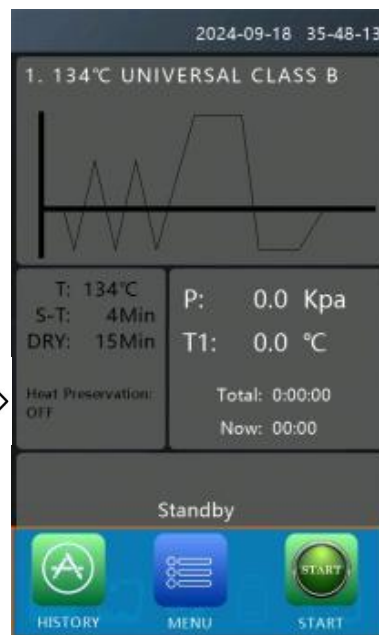 2024-09-18 35-48-13
1. 134℃ UNIVERSAL CLASS B
T: 134℃
S-T: 4Min
DRY: 15Min
Heat Preservation:
OFF
P: 0.0 Kpa
T1: 0.0 ℃
Total: 0:00:00
Now: 00:00
Standby
START
HISTORY
MENU
START